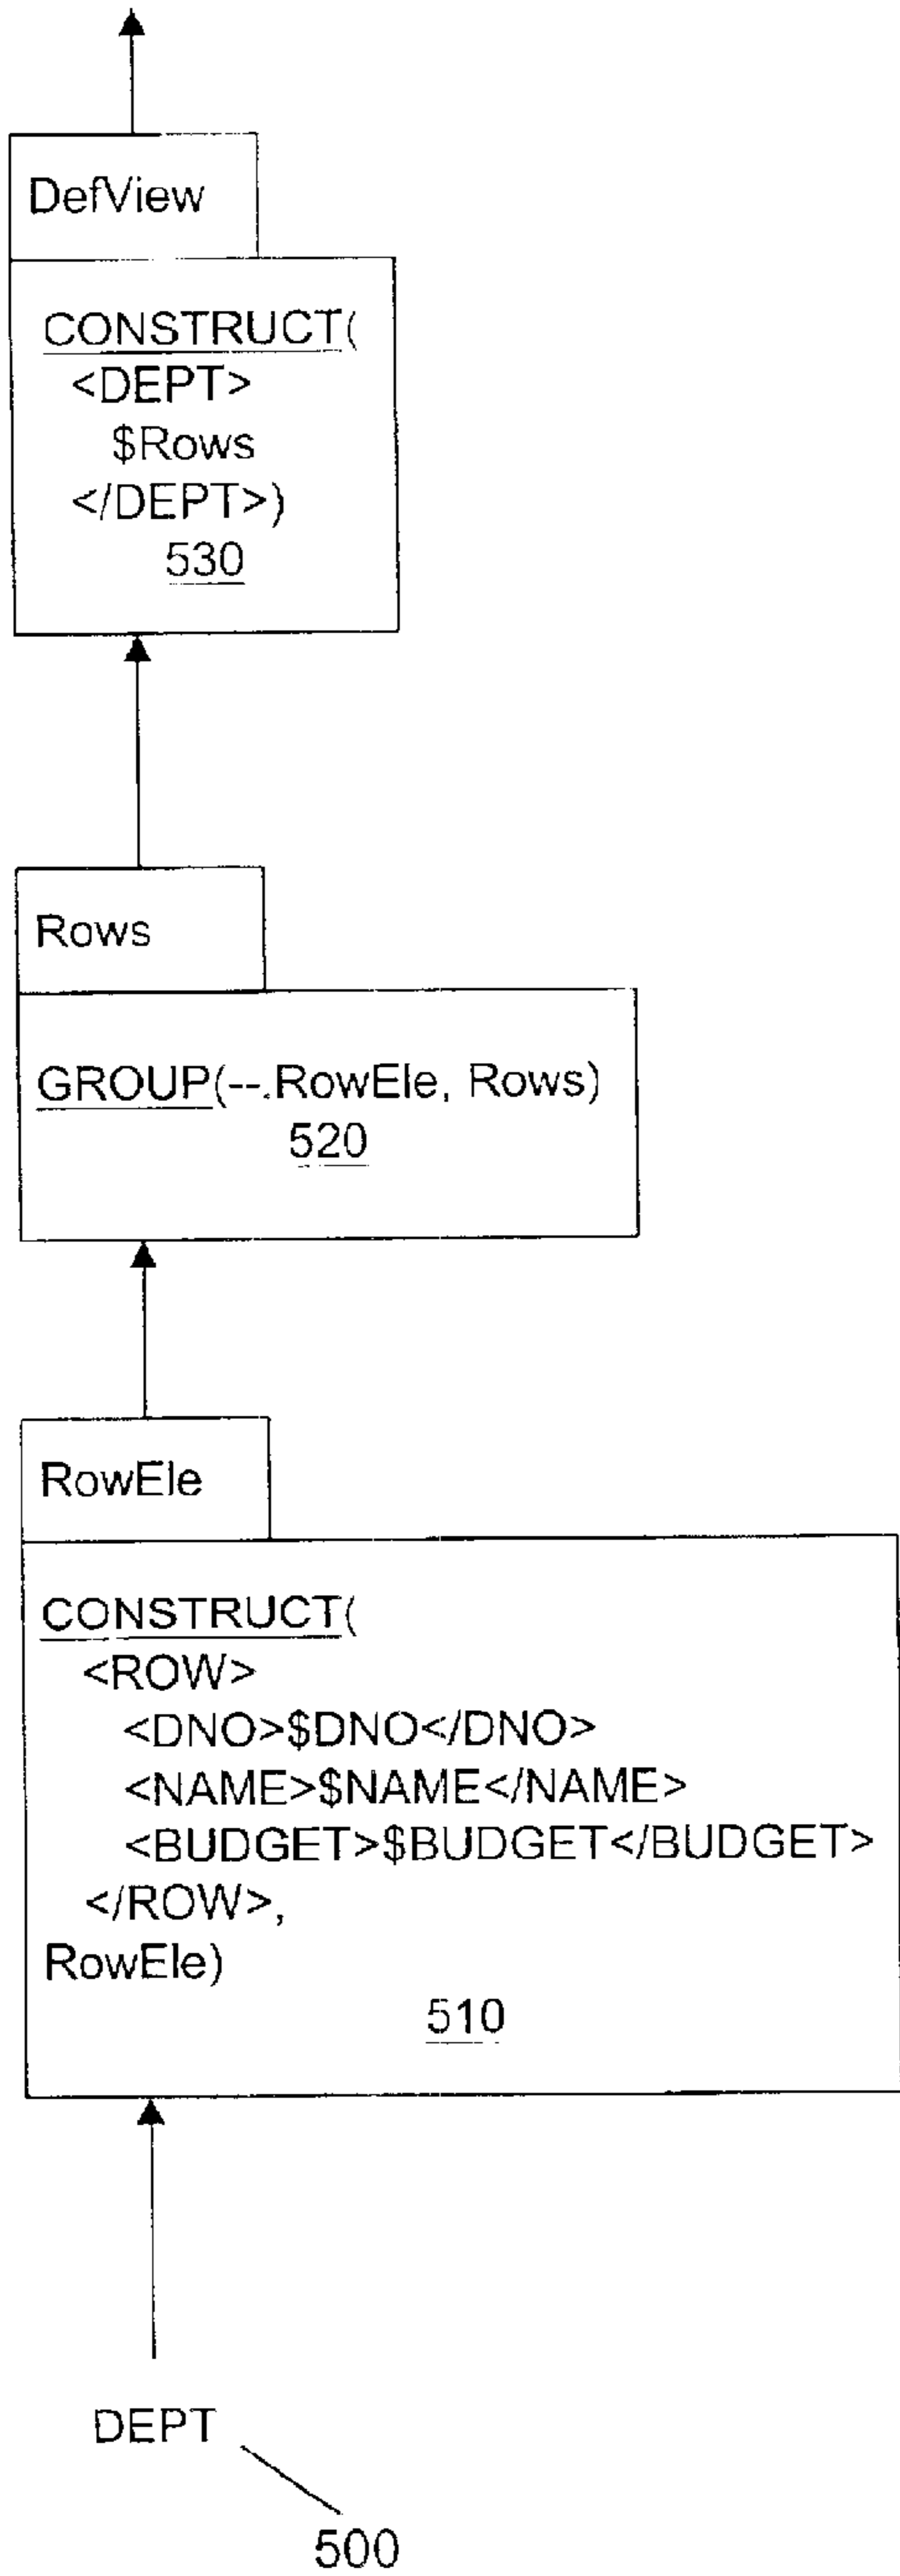 DefView
CONSTRUCT(
<DEPT>
$Rows
</DEPT>)
530
Rows
GROUP(--.RowEle, Rows)
520
RowEle
CONSTRUCT(
<ROW>
<DNO>$DNO</DNO>
<NAME>$NAME</NAME>
<BUDGET>$BUDGET</BUDGET>
</ROW>,
RowEle)
510
DEPT
500